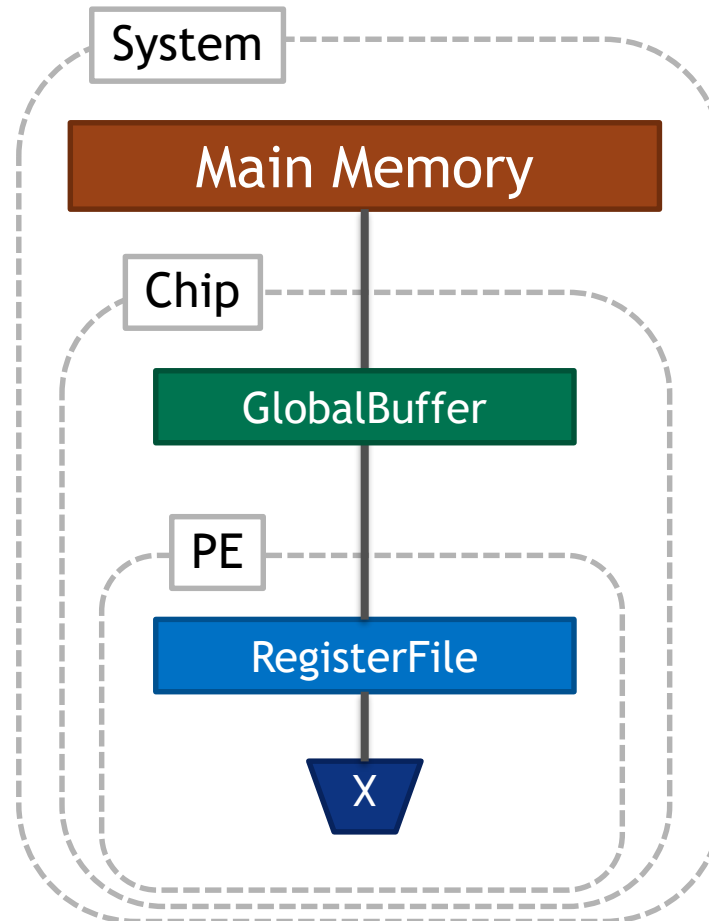 System
Main Memory
Chip
GlobalBuffer
PE
RegisterFile
X